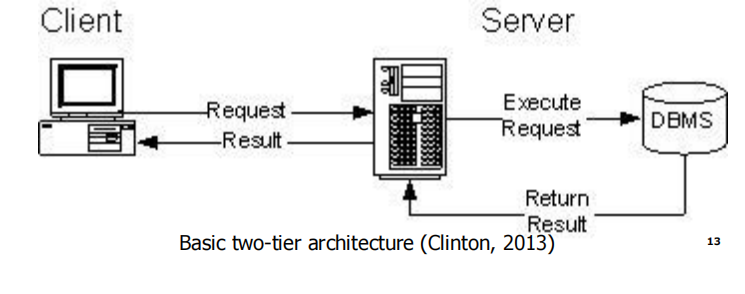 Client
Server
Request
Result
Execute
Request
DBMS
Return
Result
Basic two-tier architecture (Clinton, 2013)
13